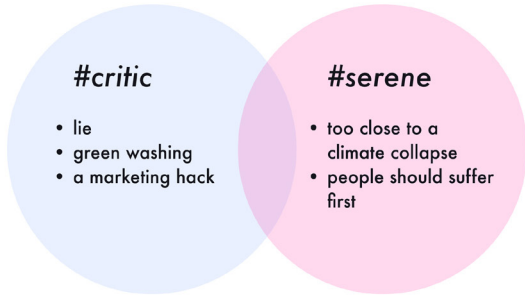 #critic
• lie
• green washing
• a marketing hack
#serene
• too close to a
climate collapse
• people should suffer
first